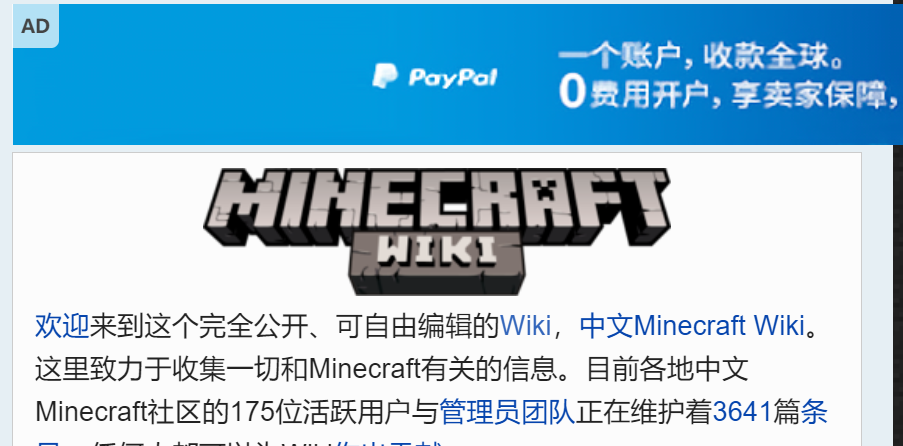 AD
PayPal
一个账户，收款全球。
0费用开户，享卖家保障，
MINECRAFT
WIKI
欢迎来到这个完全公开、可自由编辑的Wiki，中文Minecraft Wiki。
这里致力于收集一切和Minecraft有关的信息。目前各地中文
Minecraft社区的175位活跃用户与管理员团队正在维护着3641篇条